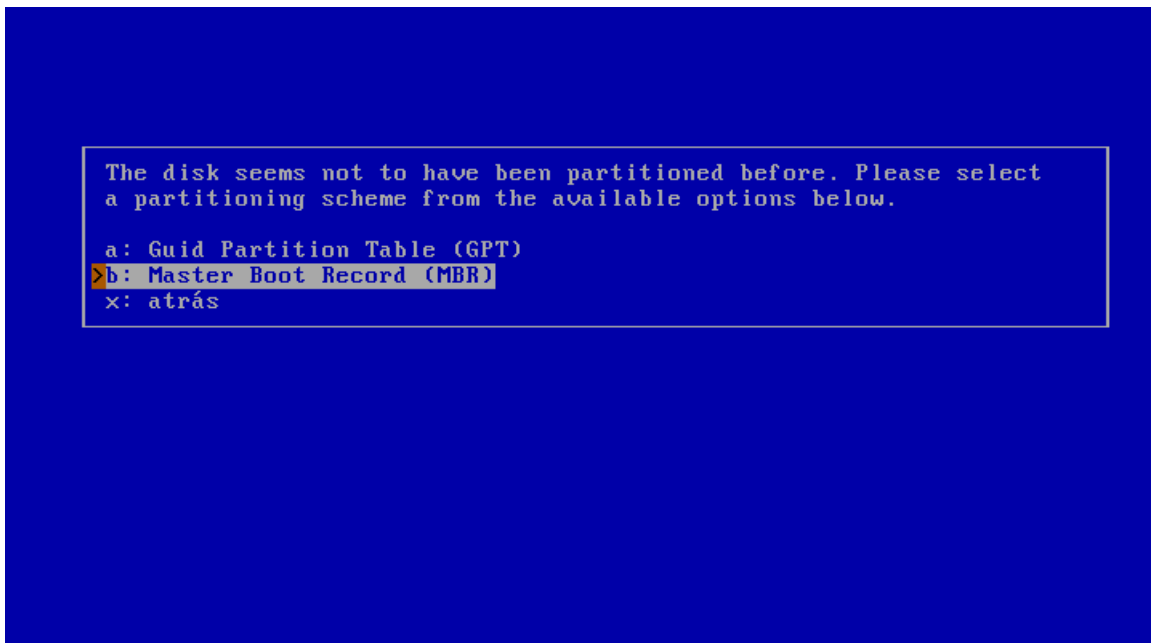 The disk seems not to have been partitioned before. Please select
a partitioning scheme from the available options below.
a: Guid Partition Table (GPT)
>b: Master Boot Record (MBR)
x: atrás